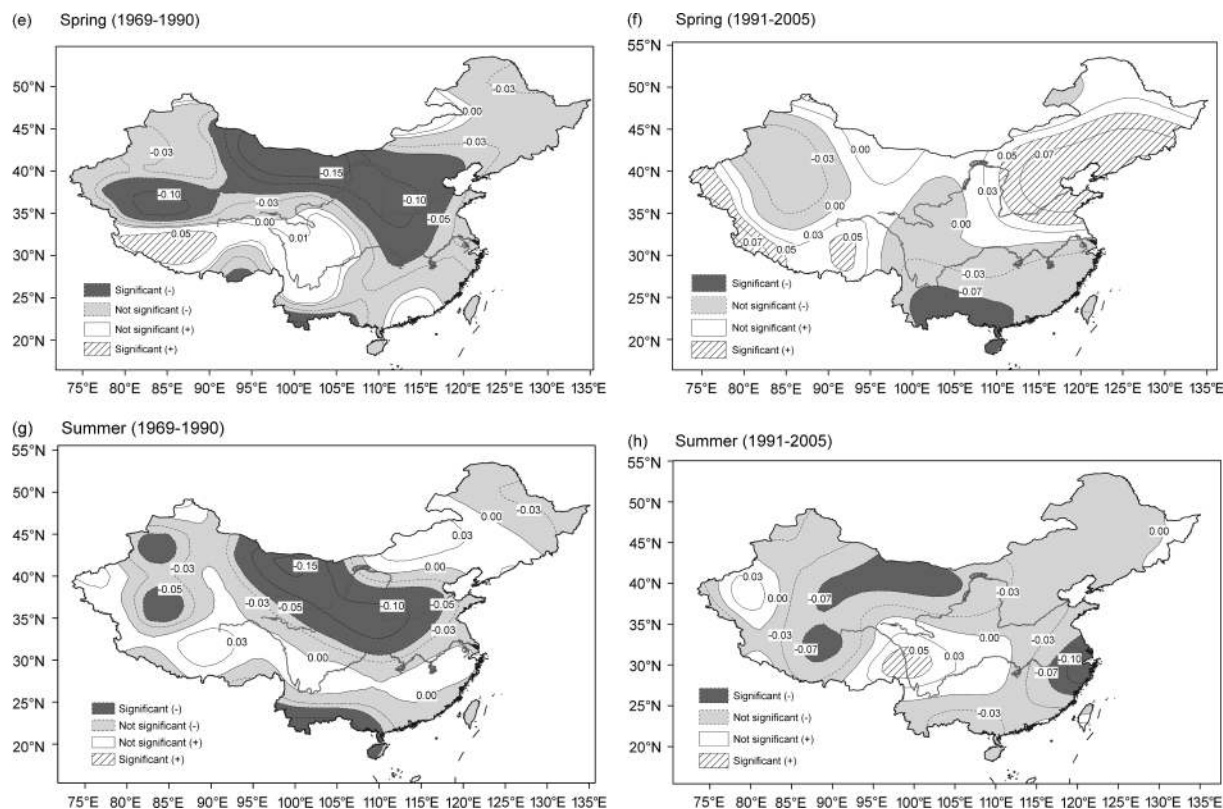 (e) Spring (1969-1990)
50°N
45°N
40°N
35°N
30°N
25°N
20°N
-0.03
0.00
-0.03
-0.03
-0.15
-0.10
-0.10
-0.03
-0.05
0.00
0.01
0.05
Significant (-)
Not significant (-)
Not significant (+)
Significant (+)
75°E 80°E 85°E 90°E 95°E 100°E 105°E 110°E 115°E 120°E 125°E 130°E 135°E
(f) Spring (1991-2005)
55°N
50°N
45°N
40°N
35°N
30°N
25°N
20°N
0.00
0.05
0.07
-0.03
0.03
0.00
0.00
0.03
0.05
0.07
0.05
-0.03
-0.07
Significant (-)
Not significant (-)
Not significant (+)
Significant (+)
75°E 80°E 85°E 90°E 95°E 100°E 105°E 110°E 115°E 120°E 125°E 130°E 135°E
(g) Summer (1969-1990)
55°N
50°N
45°N
40°N
35°N
30°N
25°N
20°N
-0.03
0.00
0.03
-0.03
-0.15
0.00
-0.05
-0.03
-0.05
-0.10
-0.05
-0.03
0.03
0.00
0.00
Significant (-)
Not significant (-)
Not significant (+)
Significant (+)
75°E 80°E 85°E 90°E 95°E 100°E 105°E 110°E 115°E 120°E 125°E 130°E 135°E
(h) Summer (1991-2005)
55°N
50°N
45°N
40°N
35°N
30°N
25°N
20°N
0.00
0.03
0.00
-0.07
-0.03
-0.03
-0.07
0.00
-0.03
0.05
0.03
-0.10
-0.07
-0.03
Significant (-)
Not significant (-)
Not significant (+)
Significant (+)
75°E 80°E 85°E 90°E 95°E 100°E 105°E 110°E 115°E 120°E 125°E 130°E 135°E